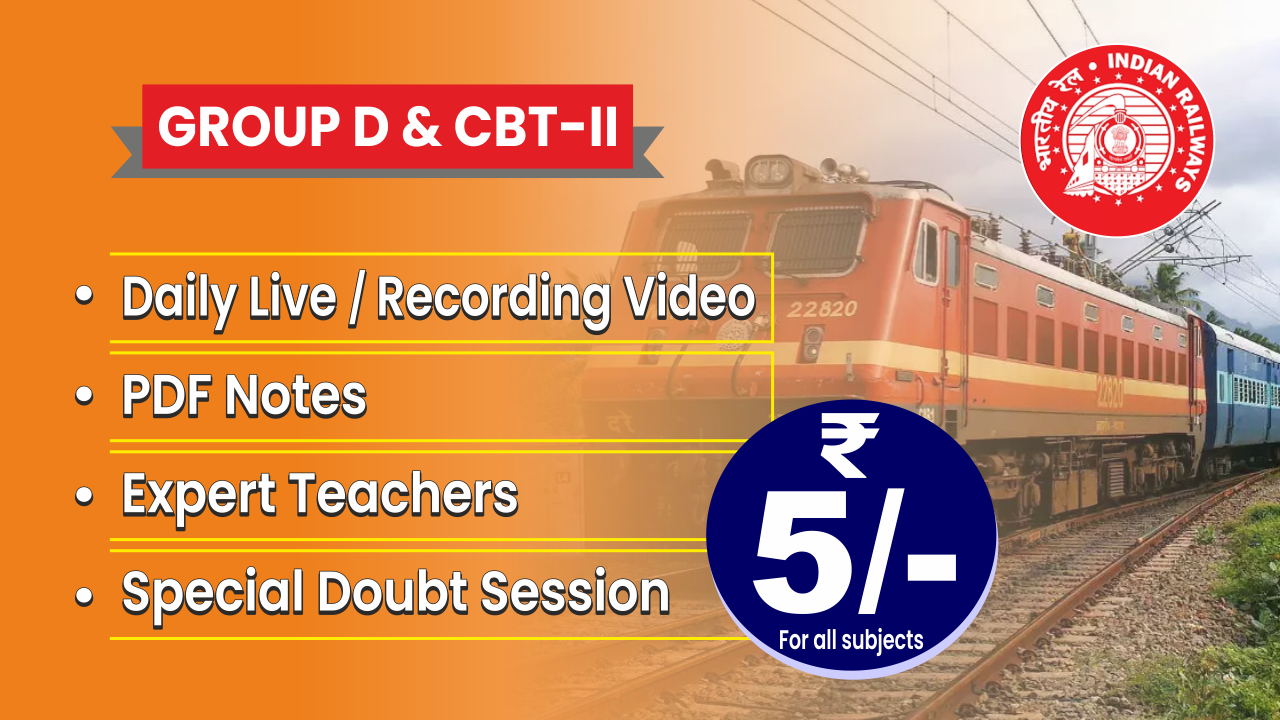 GROUP D & CBT-II
भारतीय रेल • INDIAN RAILWAYS
• Daily Live / Recording Video
• PDF Notes
• Expert Teachers
• Special Doubt Session
22820
22820
₹
5/-
For all subjects